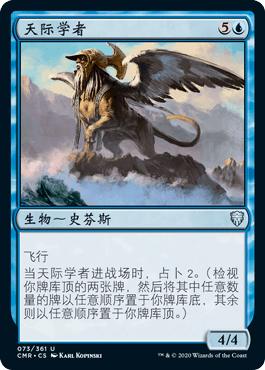 天际学者 5
生物～史芬斯
飞行
当天际学者进战场时，占卜2。（检视
你牌库顶的两张牌，然后将其中任意数
量的牌以任意顺序置于你牌库底，其余
则以任意顺序置于你牌库顶。）
4/4
073/361 U
CMR • CS KARL KOPINSKI
™ & © 2020 Wizards of the Coast